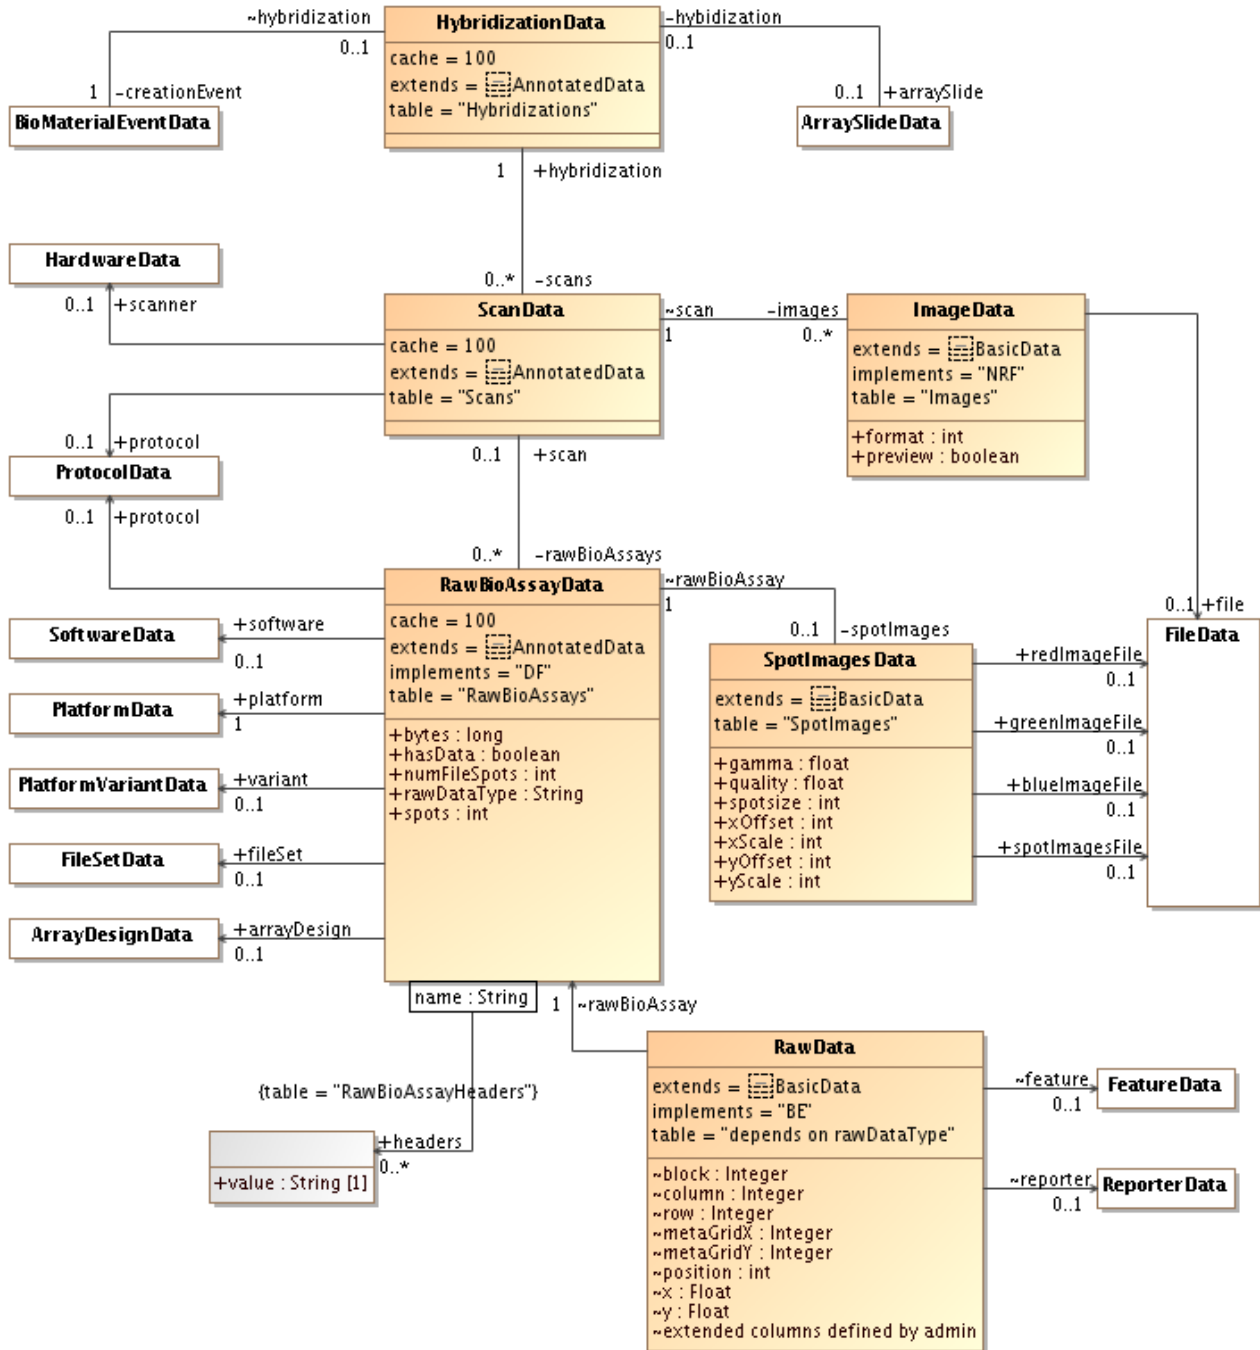 ~hybridization
0..1
HybridizationData
cache = 100
extends = AnnotatedData
table = "Hybridizations"
-hybidization
0..1
1 -creationEvent
BioMaterialEventData
0..1 +arraySlide
ArraySlideData
1 +hybridization
HardwareData
0..1 +scanner
0..* -scans
ScanData
cache = 100
extends = AnnotatedData
table = "Scans"
~scan
1
-images
0..*
ImageData
extends = BasicData
implements = "NRF"
table = "Images"
+format : int
+preview : boolean
0..1 +protocol
ProtocolData
0..1 +protocol
0..1 +scan
0..* -rawBioAssays
RawBioAssayData
cache = 100
extends = AnnotatedData
implements = "DF"
table = "RawBioAssays"
+bytes : long
+hasData : boolean
+numFileSpots : int
+rawDataType : String
+spots : int
~rawBioAssay
1
0..1 -spotImages
0..1 +file
FileData
SoftwareData
+software
0..1
PlatformData
+platform
1
PlatformVariantData
+variant
0..1
FileSetData
+fileSet
0..1
ArrayDesignData
+arrayDesign
0..1
SpotImagesData
extends = BasicData
table = "SpotImages"
+gamma : float
+quality : float
+spotsize : int
+xOffset : int
+xScale : int
+yOffset : int
+yScale : int
+redImageFile
0..1
+greenImageFile
0..1
+blueImageFile
0..1
+spotImagesFile
0..1
name : String
1 ~rawBioAssay
{table = "RawBioAssayHeaders"}
+headers
0..*
+value : String [1]
RawData
extends = BasicData
implements = "BE"
table = "depends on rawDataType"
~block : Integer
~column : Integer
~row : Integer
~metaGridX : Integer
~metaGridY : Integer
~position : int
~x : Float
~y : Float
~extended columns defined by admin
~feature
0..1
FeatureData
~reporter
0..1
ReporterData